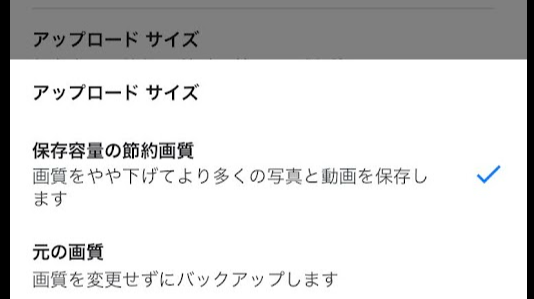 アップロード サイズ
アップロード サイズ
保存容量の節約画質
画質をやや下げてより多くの写真と動画を保存し
ます
元の画質
画質を変更せずにバックアップします